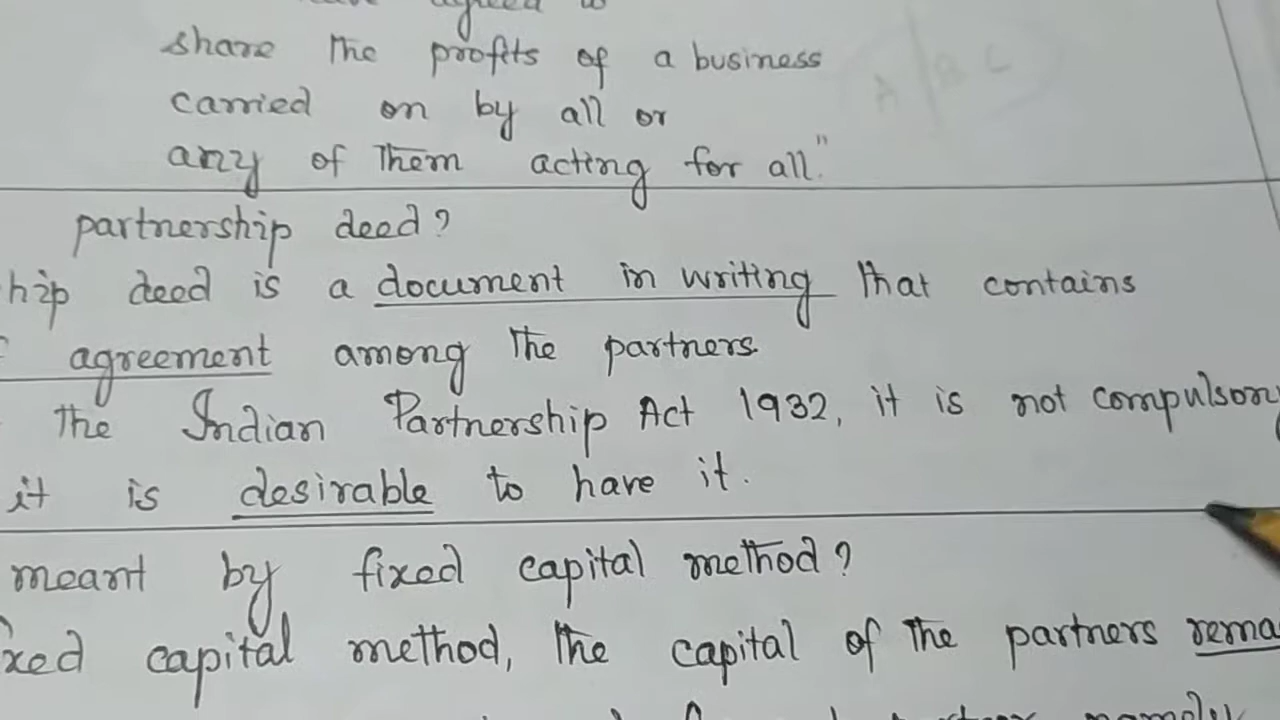 agreed to
share the profits of a business
carried on by all or
any of them acting for all."
partnership deed?
hip deed is a document in writing that contains
agreement among the partners.
the Indian Partnership Act 1932, it is not compulsory
it is desirable to have it.
meant by fixed capital method?
xed capital method, the capital of the partners rema
namely